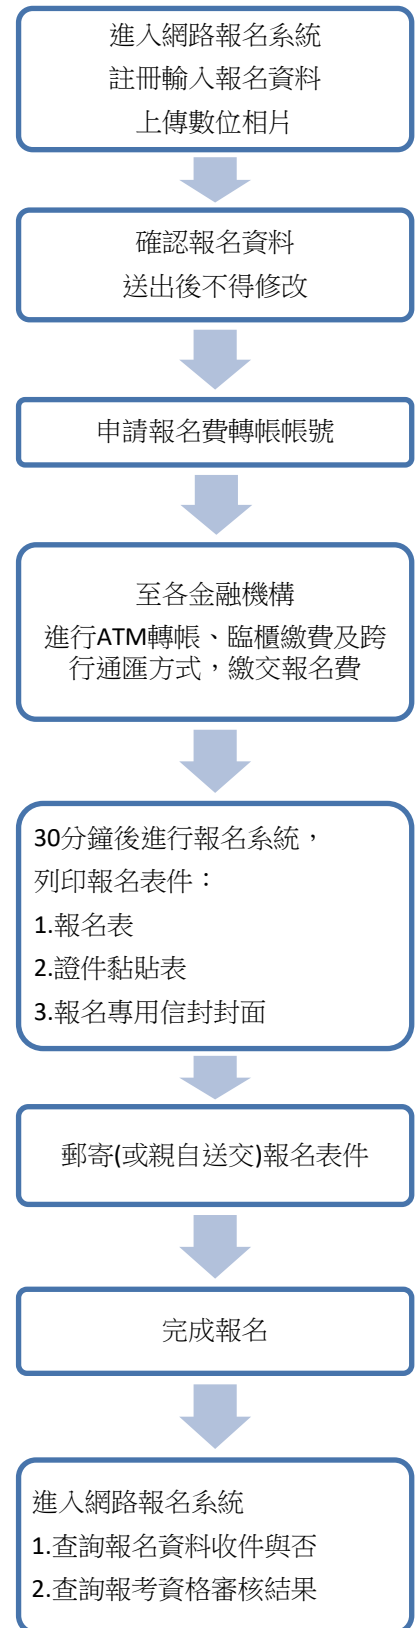 進入網路報名系統
註冊輸入報名資料
上傳數位相片
確認報名資料
送出後不得修改
申請報名費轉帳帳號
至各金融機構
進行ATM轉帳、臨櫃繳費及跨
行通匯方式，繳交報名費
30分鐘後進行報名系統，
列印報名表件：
1.報名表
2.證件黏貼表
3.報名專用信封封面
郵寄(或親自送交)報名表件
完成報名
進入網路報名系統
1.查詢報名資料收件與否
2.查詢報考資格審核結果